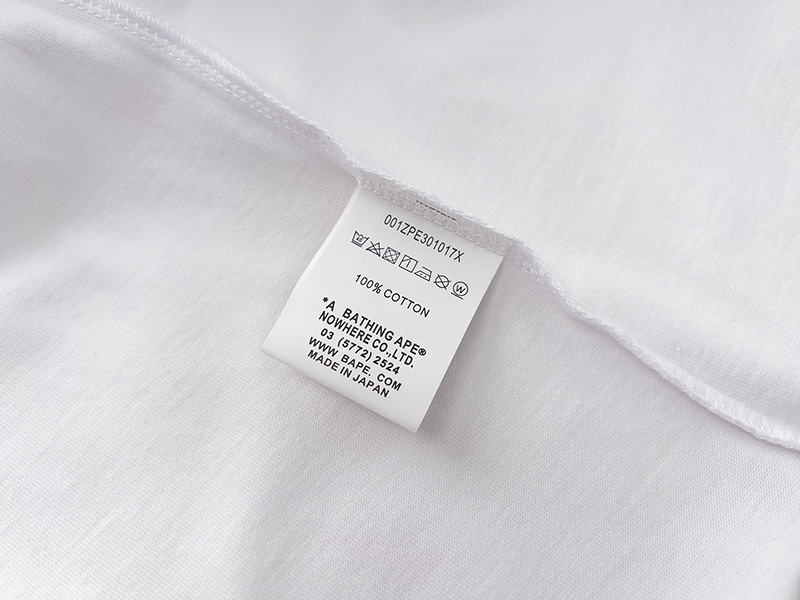 001ZPE301017X
100% COTTON
*A BATHING APE®
NOWHERE CO., LTD.
03 (5772) 2524
WWW. BAPE. COM
MADE IN JAPAN